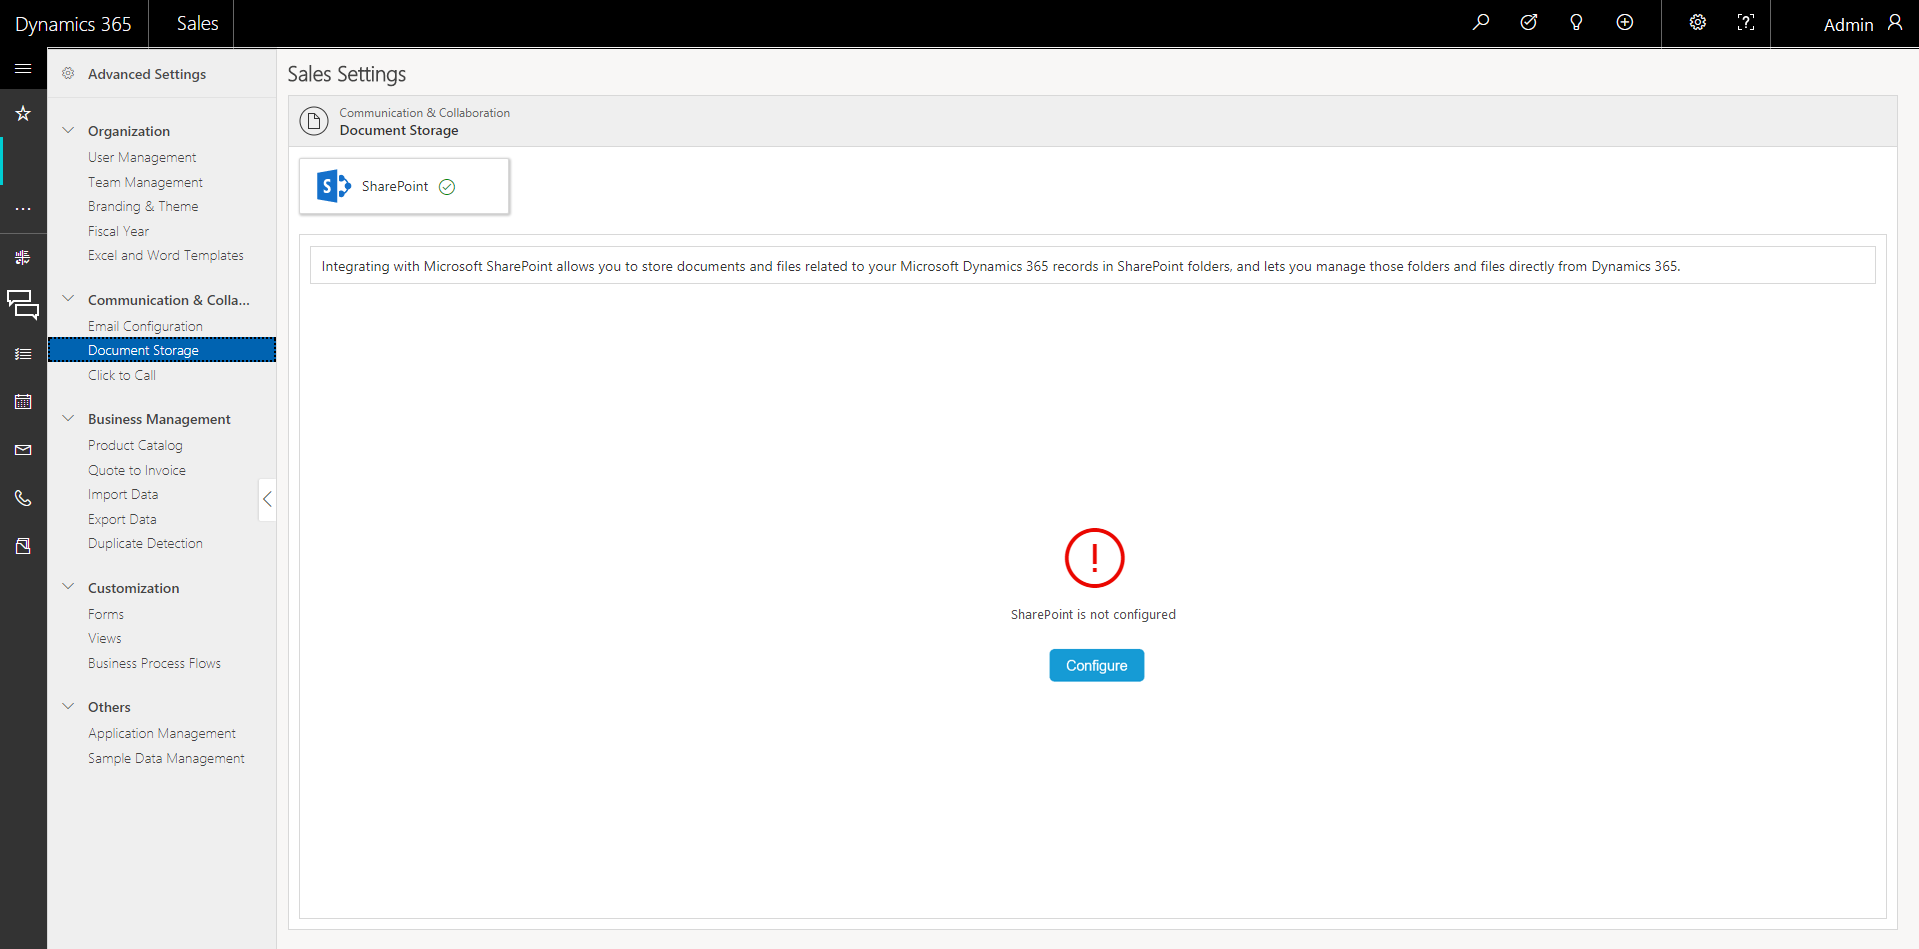 Dynamics 365
Sales
Admin
Advanced Settings
Organization
User Management
Team Management
Branding & Theme
Fiscal Year
Excel and Word Templates
Communication & Colla...
Email Configuration
Document Storage
Click to Call
Business Management
Product Catalog
Quote to Invoice
Import Data
Export Data
Duplicate Detection
Customization
Forms
Views
Business Process Flows
Others
Application Management
Sample Data Management
Sales Settings
Communication & Collaboration
Document Storage
SharePoint
Integrating with Microsoft SharePoint allows you to store documents and files related to your Microsoft Dynamics 365 records in SharePoint folders, and lets you manage those folders and files directly from Dynamics 365.
SharePoint is not configured
Configure